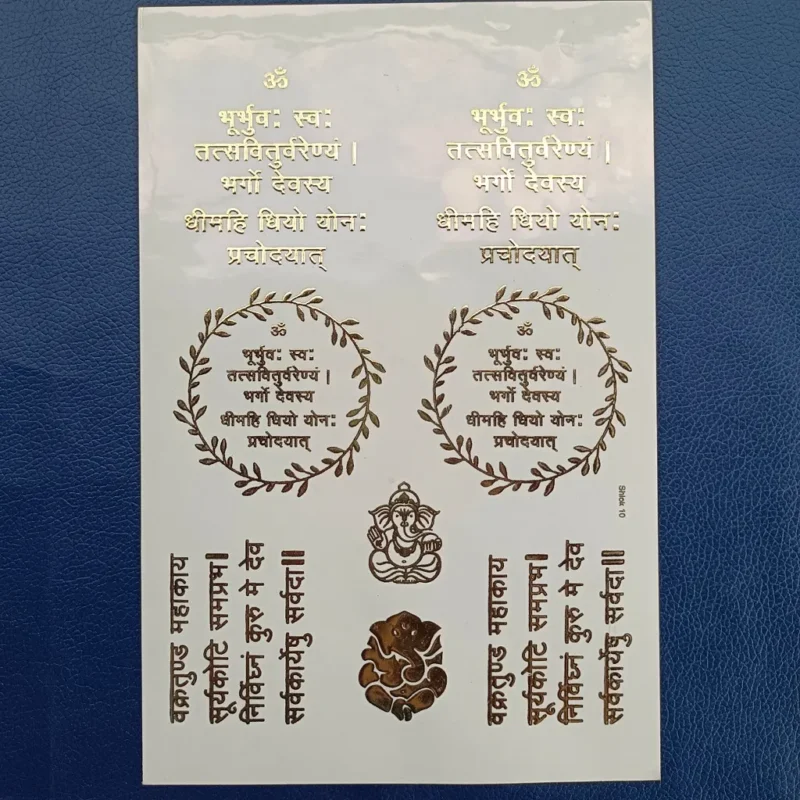 ॐ
भूर्भुवः स्वः
तत्सवितुर्वरेण्यं |
भर्गो देवस्य
धीमहि धियो योनः
प्रचोदयात्
ॐ
भूर्भुवः स्वः
तत्सवितुर्वरेण्यं |
भर्गो देवस्य
धीमहि धियो योनः
प्रचोदयात्
ॐ
भूर्भुवः स्वः
तत्सवितुर्वरेण्यं |
भर्गो देवस्य
धीमहि धियो योनः
प्रचोदयात्
ॐ
भूर्भुवः स्वः
तत्सवितुर्वरेण्यं |
भर्गो देवस्य
धीमहि धियो योनः
प्रचोदयात्
Shlok 10
वक्रतुण्ड महाकाय
सूर्यकोटि समप्रभ|
निर्विघ्नं कुरु मे देव
सर्वकार्येषु सर्वदा||
वक्रतुण्ड महाकाय
सूर्यकोटि समप्रभ|
निर्विघ्नं कुरु मे देव
सर्वकार्येषु सर्वदा||